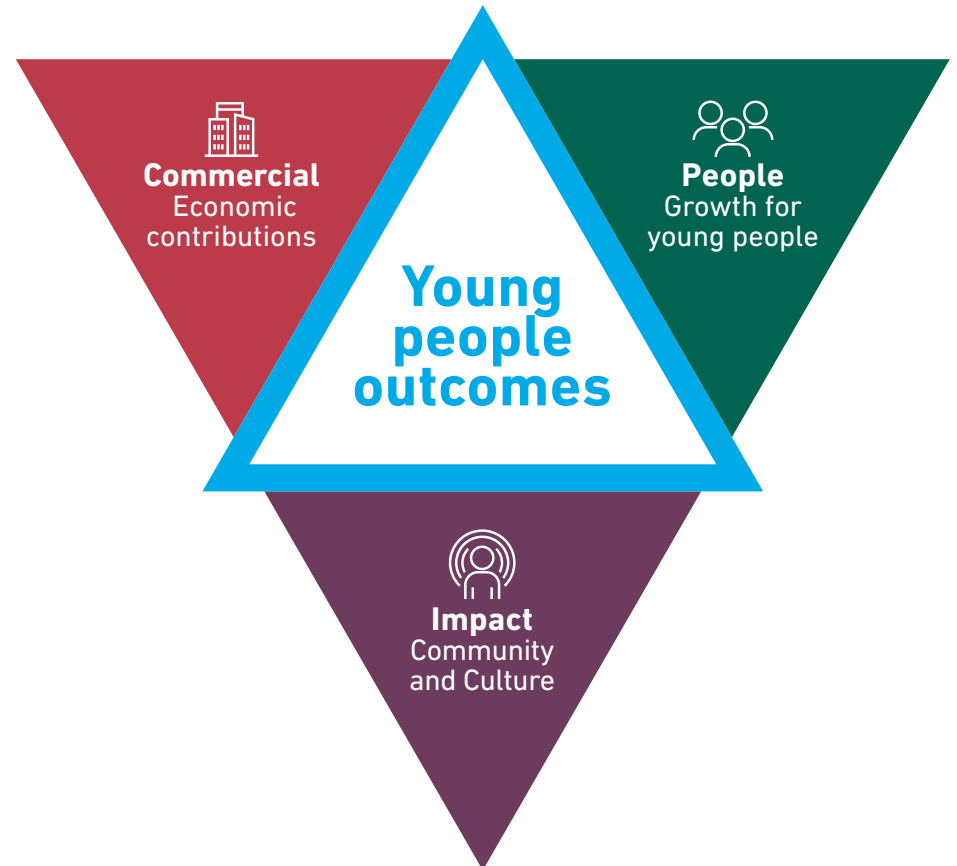 Commercial
Economic
contributions
People
Growth for
young people
Young
people
outcomes
Impact
Community
and Culture